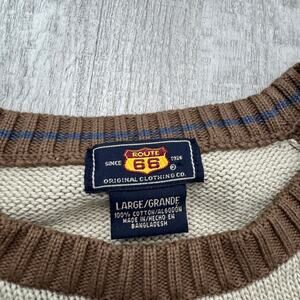 ROUTE
SINCE 66 1926
®
ORIGINAL CLOTHING CO.
LARGE/GRANDE
100% COTTON/ALGODÓN
MADE IN/HECHO EN
BANGLADESH